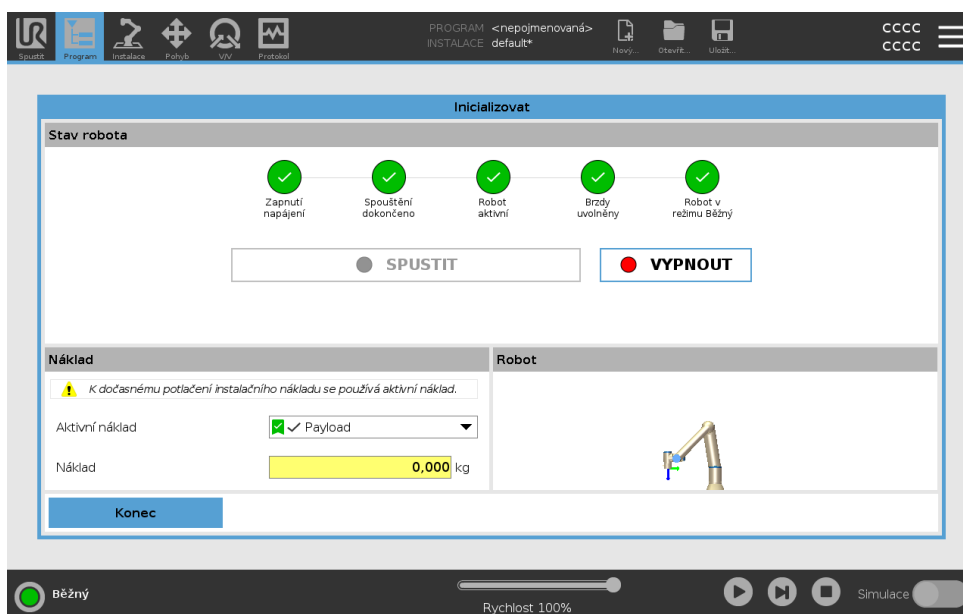 UR
PROGRAM <nepojmenovaná>
INSTALACE default*
cccc
cccc
Spustit Program Instalace Pohyb V/V Protokol Nový... Otevřít... Uložit...
Inicializovat
Stav robota
Zapnutí
napájení
Spouštění
dokončeno
Robot
aktivní
Brzdy
uvolněny
Robot v
režimu Běžný
SPUSTIT
VYPNOUT
Náklad
K dočasnému potlačení instalačního nákladu se používá aktivní náklad.
Aktivní náklad Payload
Náklad 0,000 kg
Robot
Konec
Běžný
Rychlost 100%
Simulace